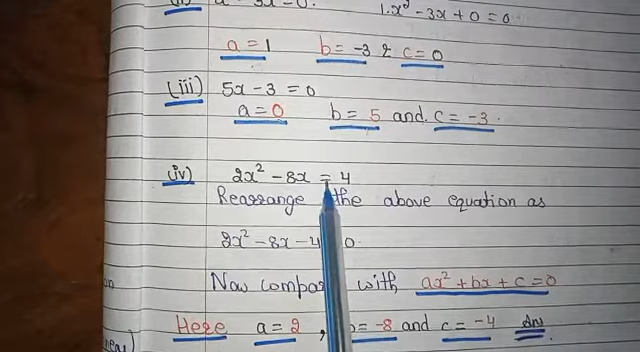 1.x² - 3x + 0 = 0
a = 1 b = -3 & c = 0
(iii) 5x - 3 = 0
a = 0 b = 5 and c = -3.
(iv) 2x² - 8x = 4
Rearrange the above equation as
2x² - 8x - 4 0
Now compar with ax² + bx + c = 0
Here a = 2, b = -8 and c = -4 Ans